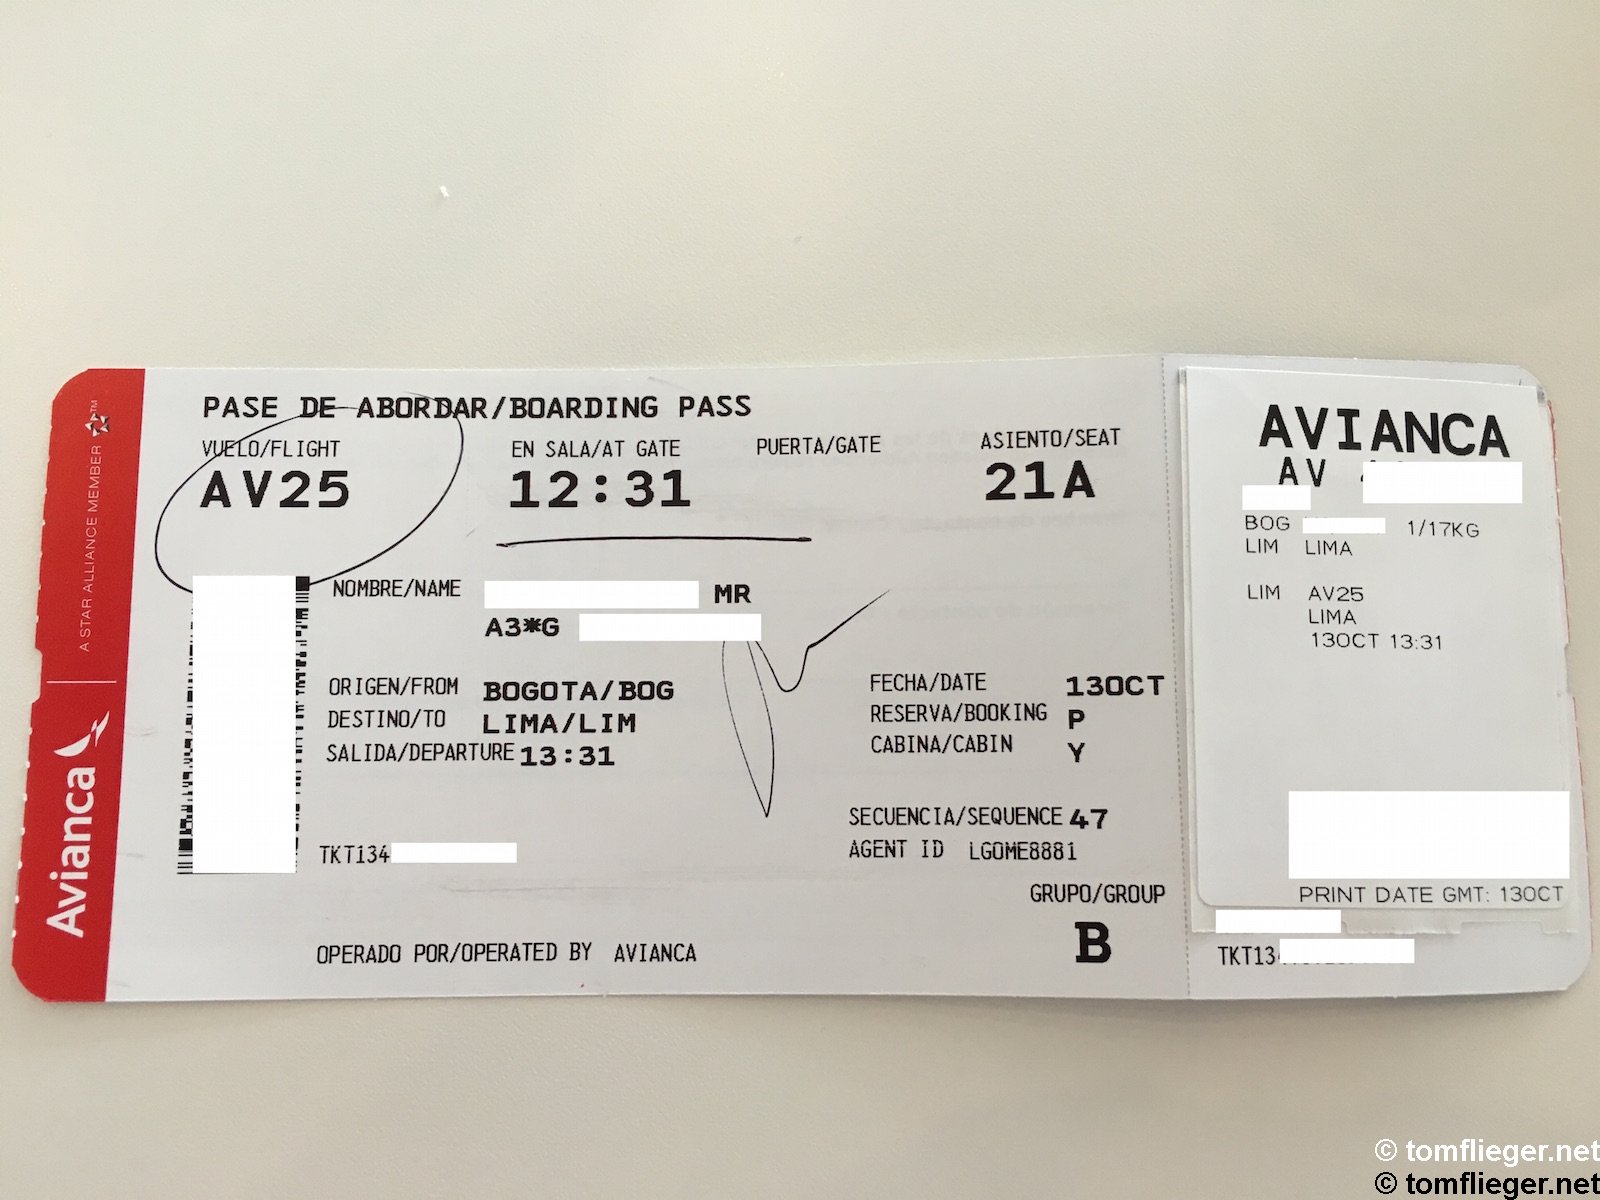 PASE DE ABORDAR/BOARDING PASS
VUELO/FLIGHT EN SALA/AT GATE PUERTA/GATE ASIENTO/SEAT
AV25 12:31 21A
NOMBRE/NAME MR
A3*G
ORIGEN/FROM BOGOTA/BOG
DESTINO/TO LIMA/LIM
SALIDA/DEPARTURE 13:31
FECHA/DATE 13OCT
RESERVA/BOOKING P
CABINA/CABIN Y
SECUENCIA/SEQUENCE 47
AGENT ID LGOME8881
TKT134
GRUPO/GROUP
B
OPERADO POR/OPERATED BY AVIANCA
Avianca
A STAR ALLIANCE MEMBER ™
AVIANCA
AV
BOG 1/17KG
LIM LIMA
LIM AV25
LIMA
13OCT 13:31
PRINT DATE GMT: 13OCT
TKT134
© tomflieger.net
© tomflieger.net